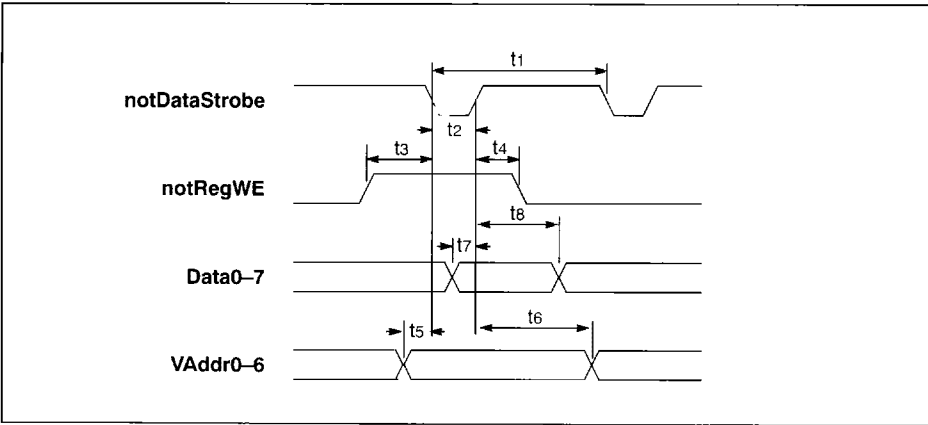 t1
notDataStrobe
t2
t3
t4
notRegWE
t8
t7
Data0–7
t5
t6
VAddr0–6